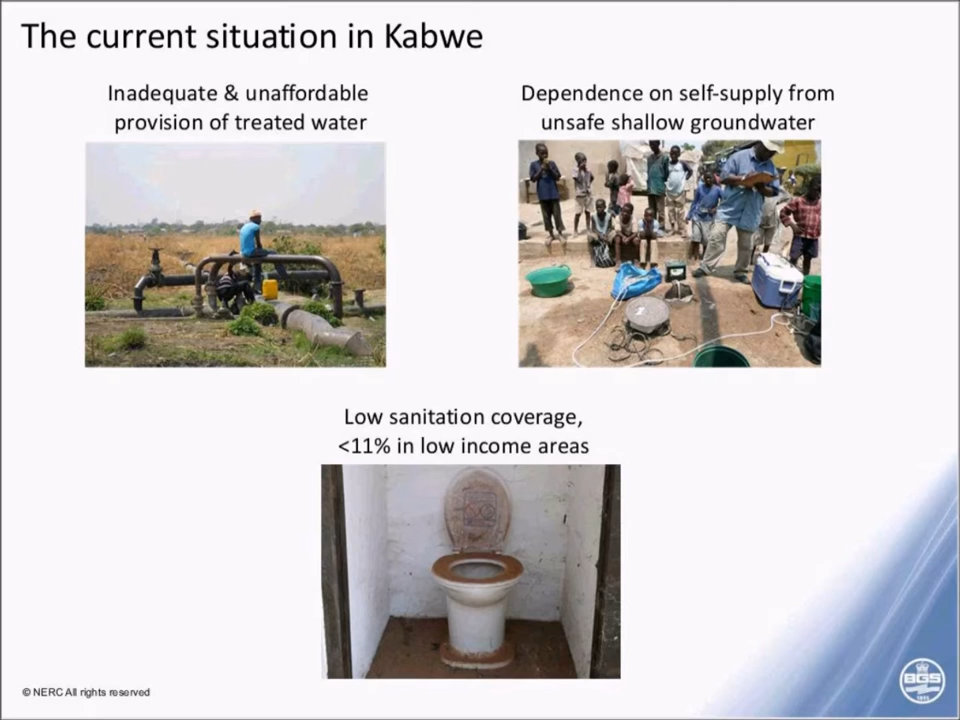 The current situation in Kabwe
Inadequate & unaffordable
provision of treated water
Dependence on self-supply from
unsafe shallow groundwater
Low sanitation coverage,
<11% in low income areas
© NERC All rights reserved
BGS